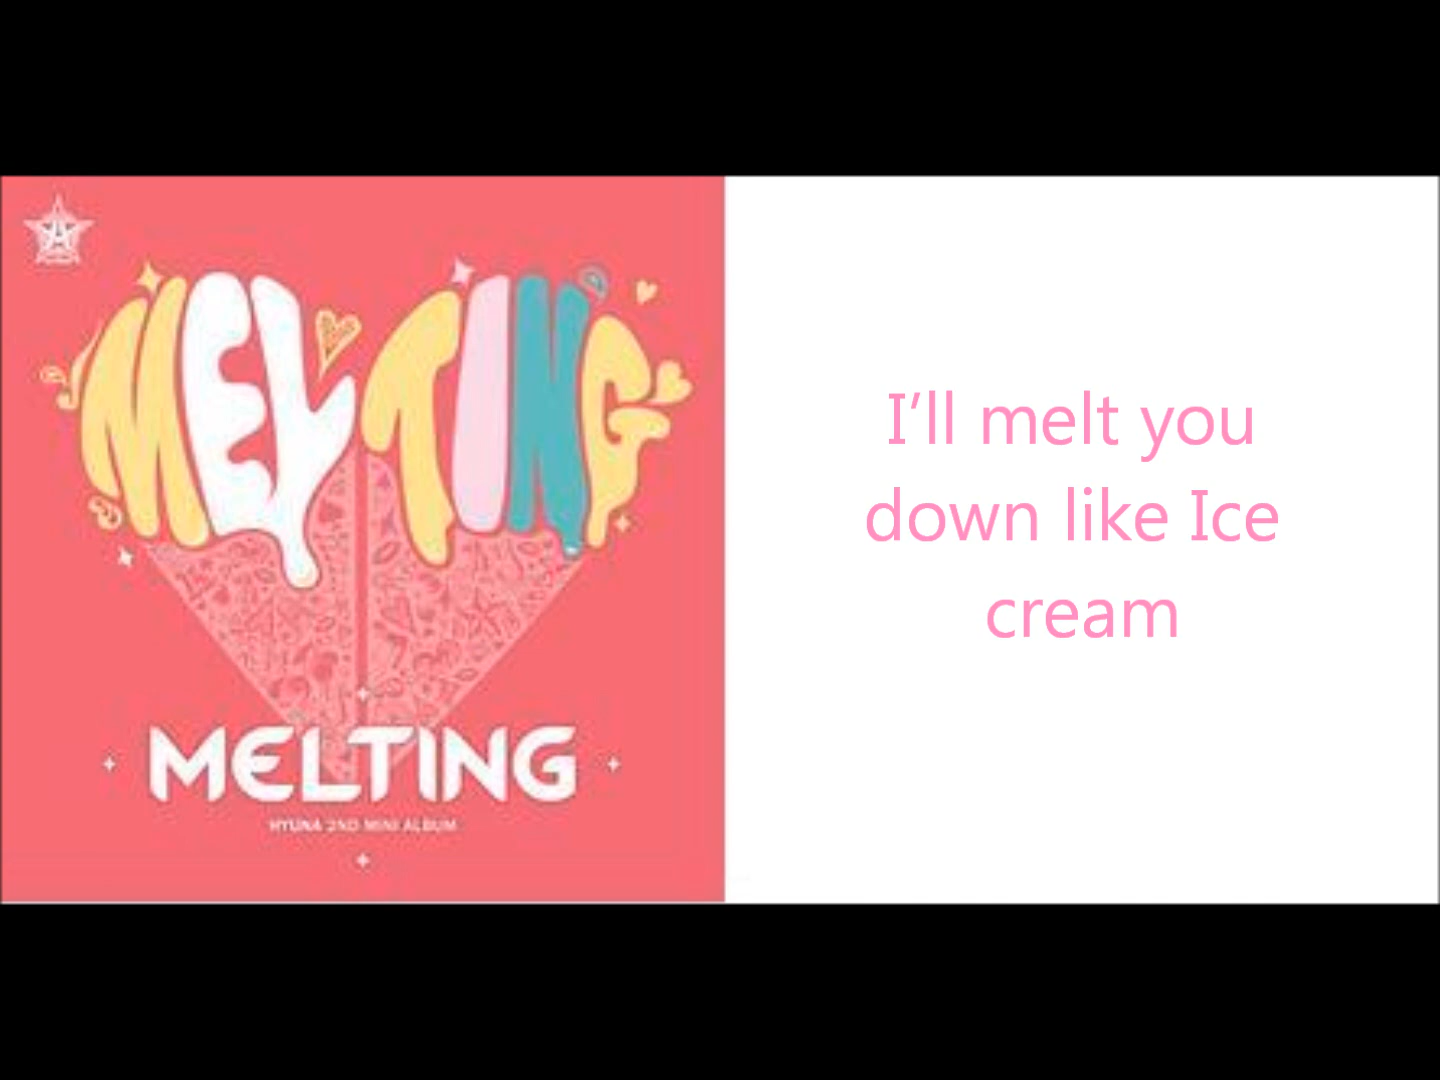 MELTING
MELTING
HYUNA 2ND MINI ALBUM
I’ll melt you
down like Ice
cream